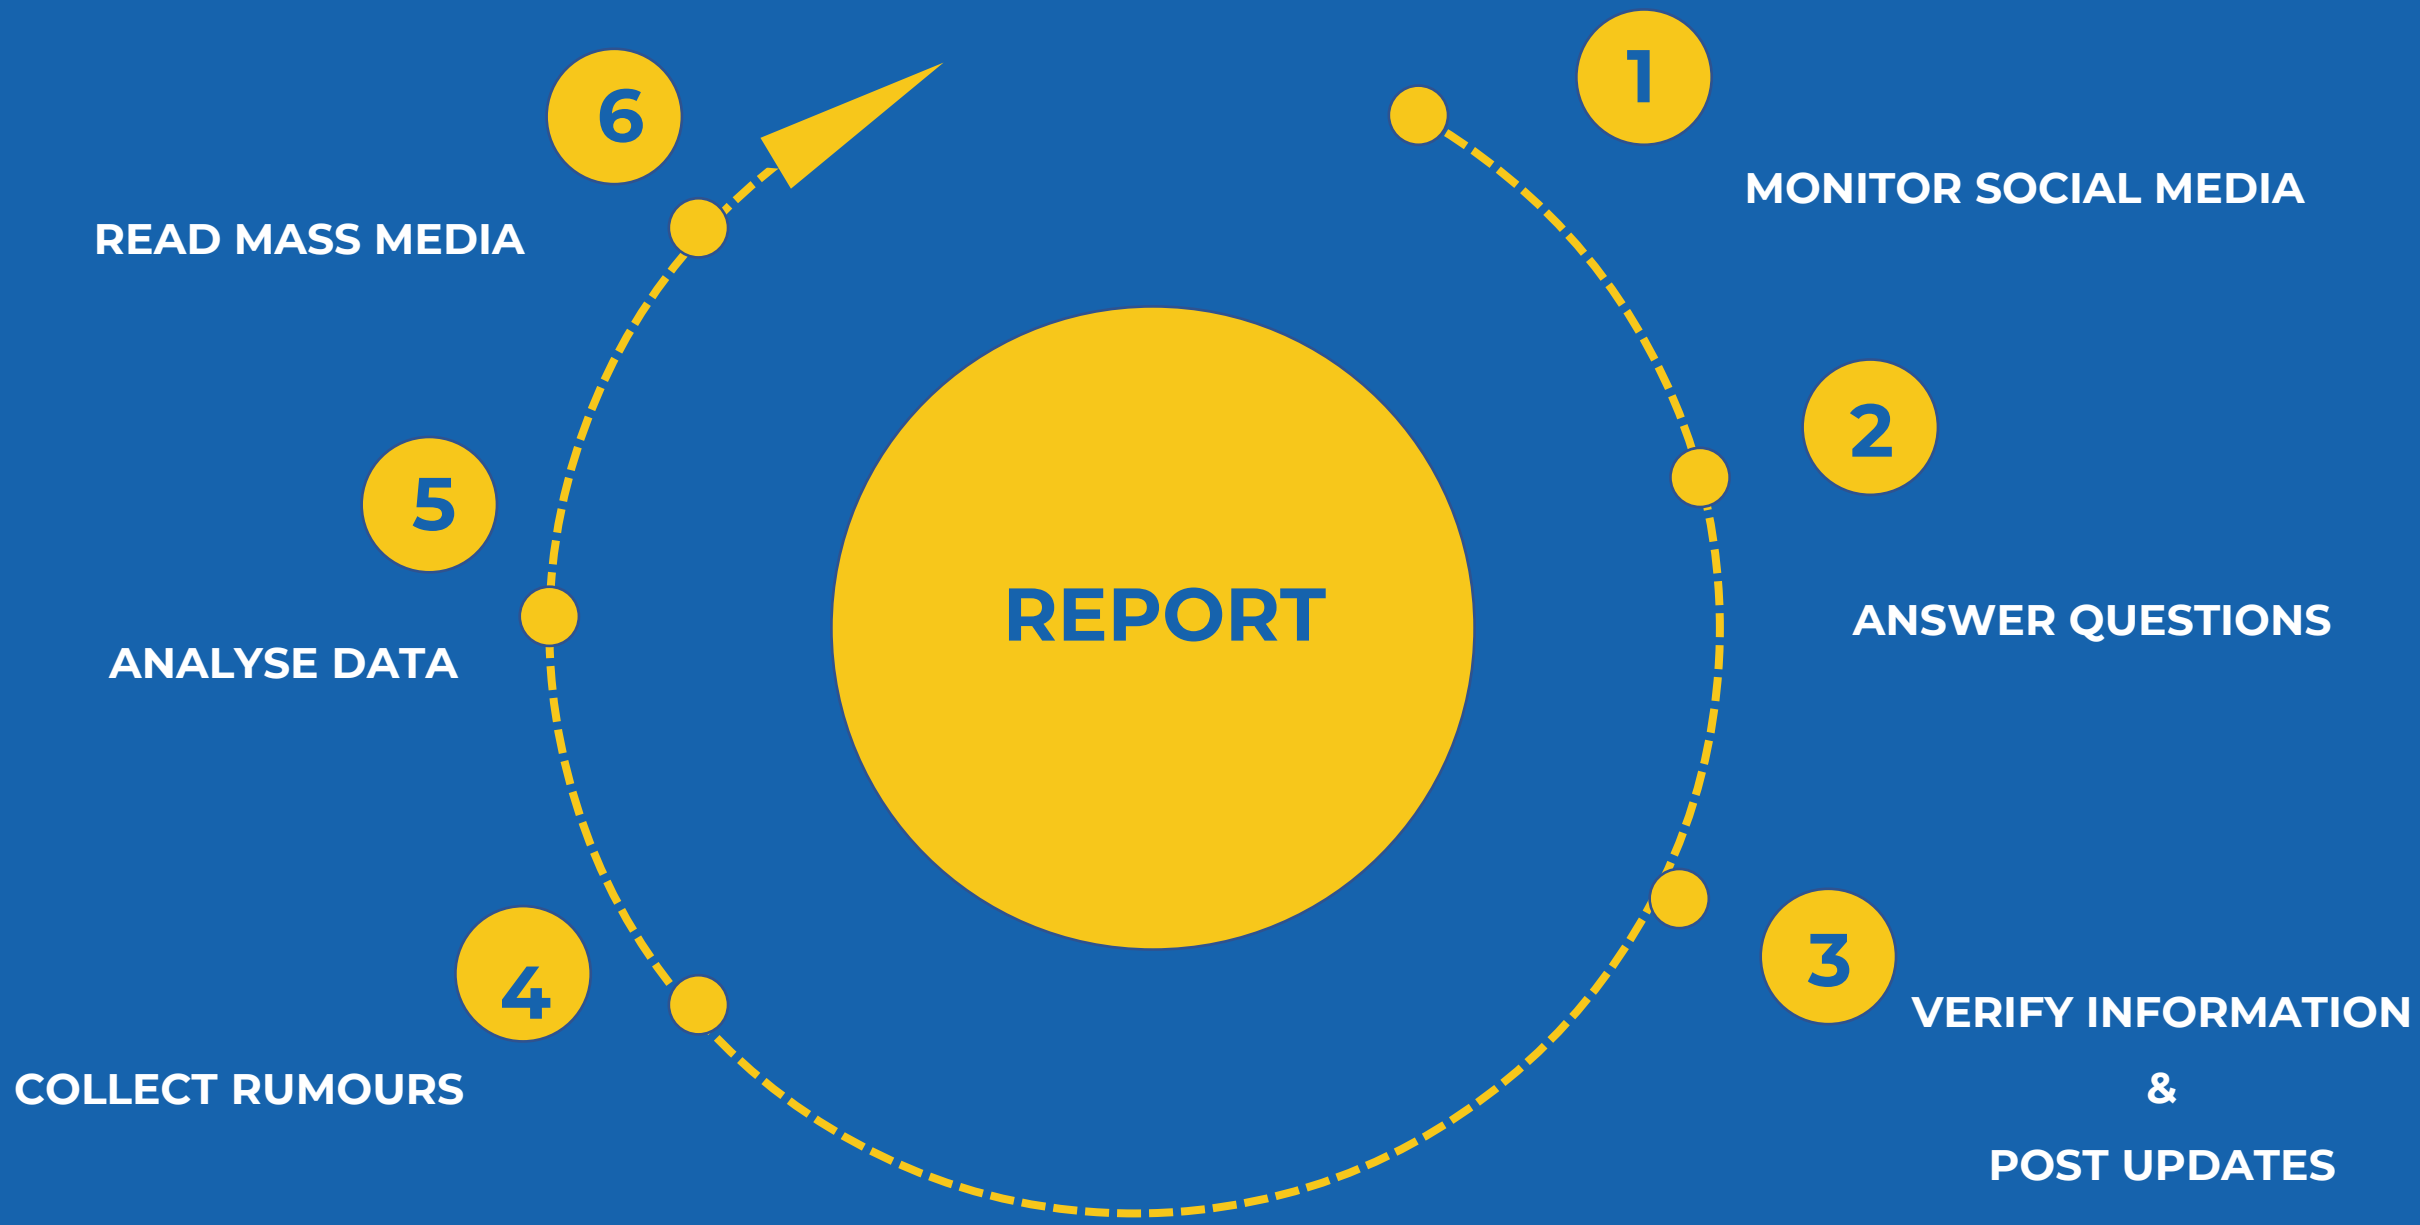 1
MONITOR SOCIAL MEDIA
2
ANSWER QUESTIONS
3
VERIFY INFORMATION
&
POST UPDATES
4
COLLECT RUMOURS
5
ANALYSE DATA
6
READ MASS MEDIA
REPORT